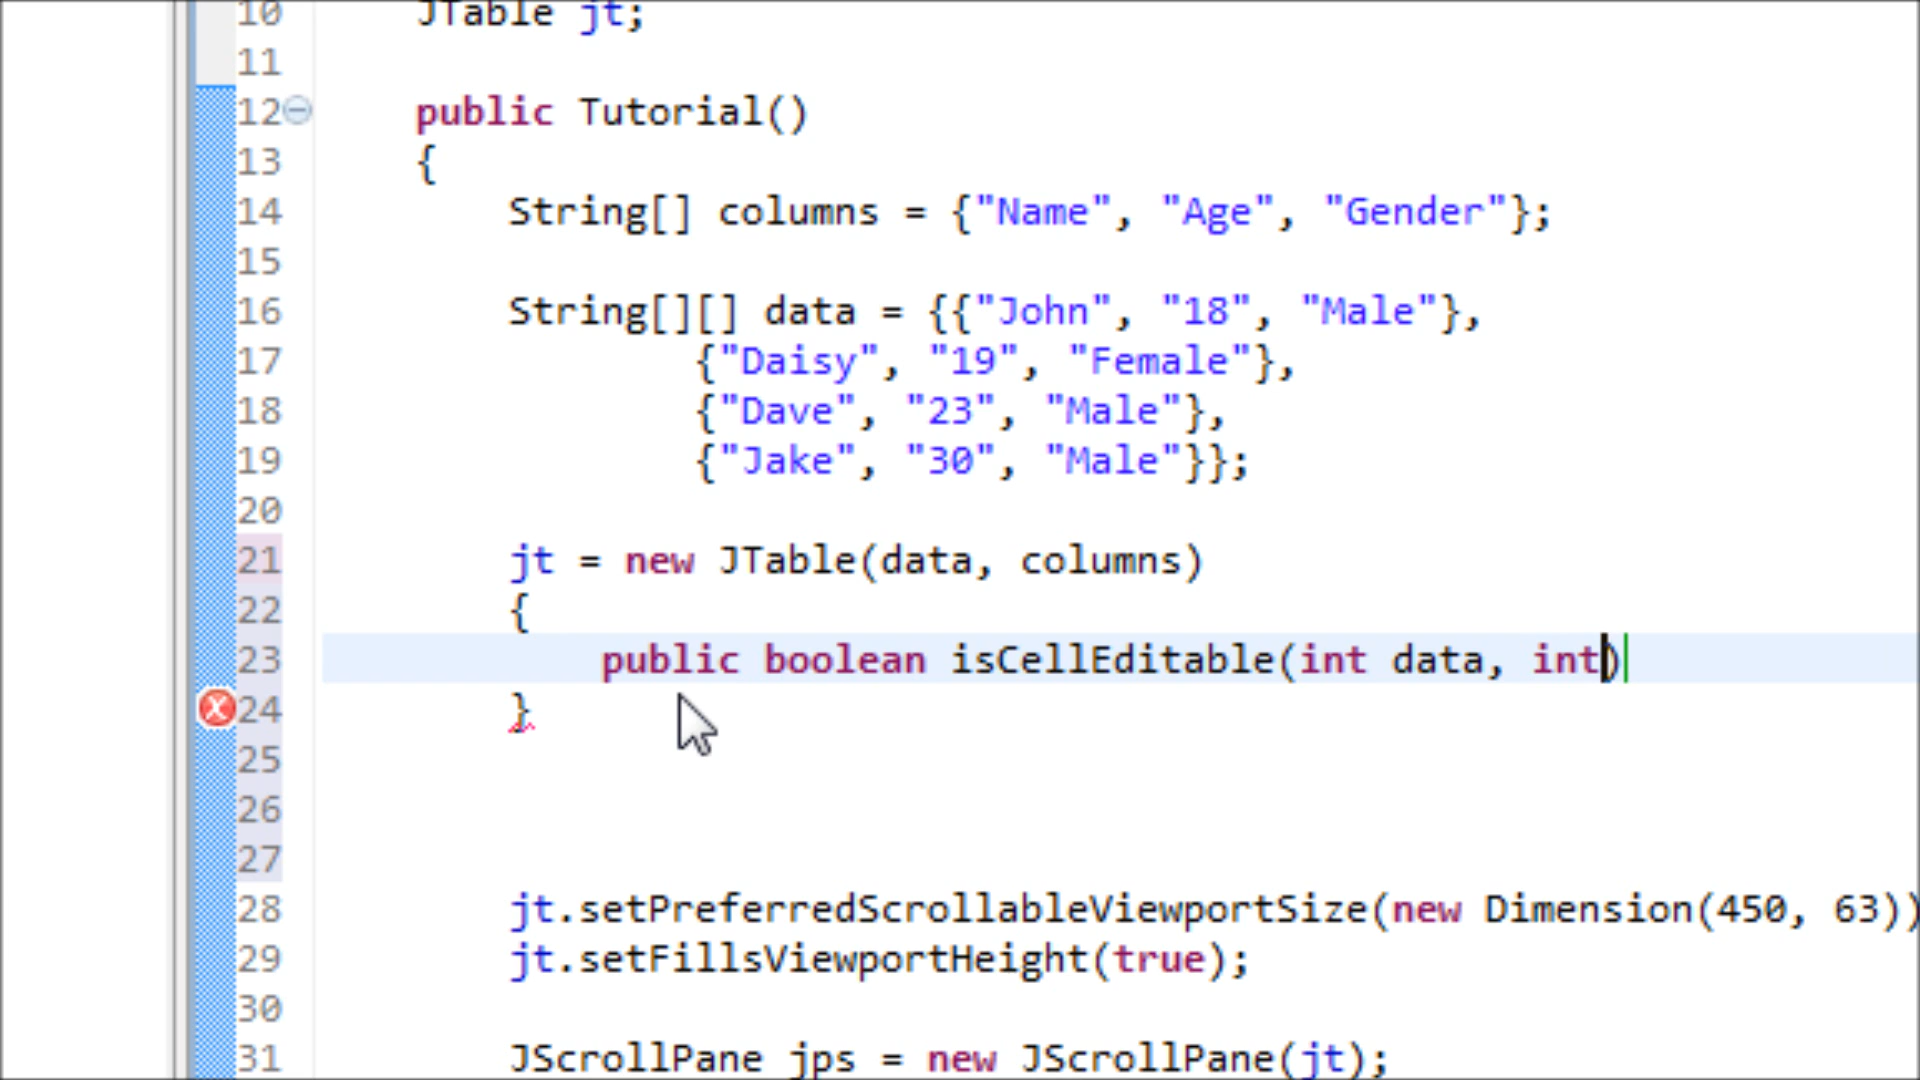 10 JTable jt;
11
12 public Tutorial()
13 {
14 String[] columns = {"Name", "Age", "Gender"};
15
16 String[][] data = {{"John", "18", "Male"},
17 {"Daisy", "19", "Female"},
18 {"Dave", "23", "Male"},
19 {"Jake", "30", "Male"}};
20
21 jt = new JTable(data, columns)
22 {
23 public boolean isCellEditable(int data, int)
24 }
25
26
27
28 jt.setPreferredScrollableViewportSize(new Dimension(450, 63))
29 jt.setFillsViewportHeight(true);
30
31 JScrollPane jps = new JScrollPane(jt);